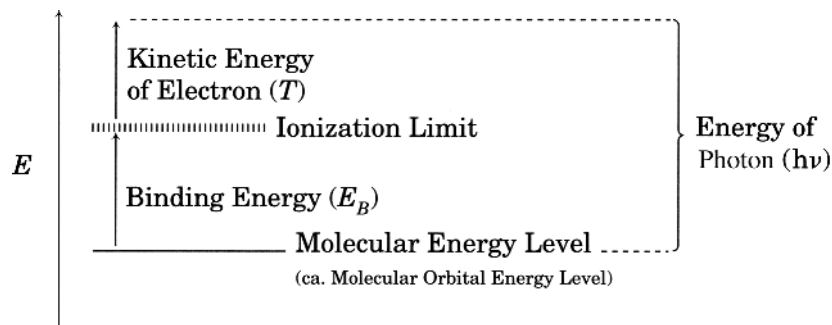 Kinetic Energy
of Electron (T)
Ionization Limit
Energy of
Photon (hν)
E
Binding Energy (E_B)
Molecular Energy Level
(ca. Molecular Orbital Energy Level)